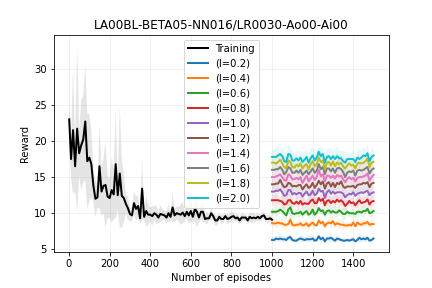 LA00BL-BETA05-NN016/LR0030-Ao00-Ai00
Reward
30
25
20
15
10
5
Training
(l=0.2)
(l=0.4)
(l=0.6)
(l=0.8)
(l=1.0)
(l=1.2)
(l=1.4)
(l=1.6)
(l=1.8)
(l=2.0)
0 200 400 600 800 1000 1200 1400
Number of episodes